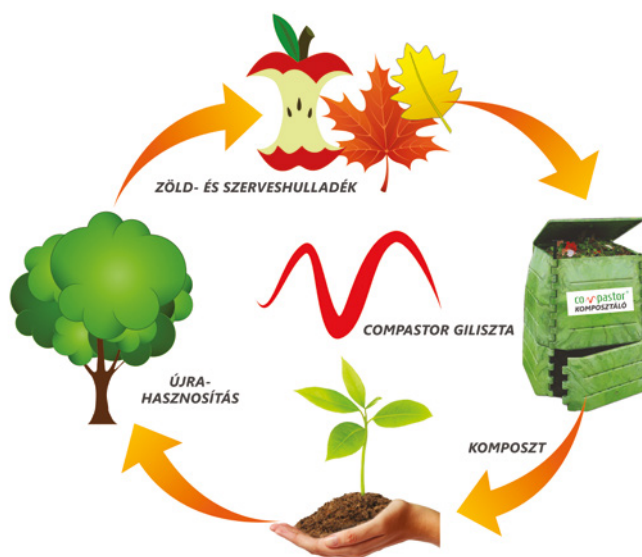 ZÖLD- ÉS SZERVESHULLADÉK
co pastor®
KOMPOSZTÁLÓ
COMPASTOR GILISZTA
ÚJRA-
HASZNOSÍTÁS
KOMPOSZT